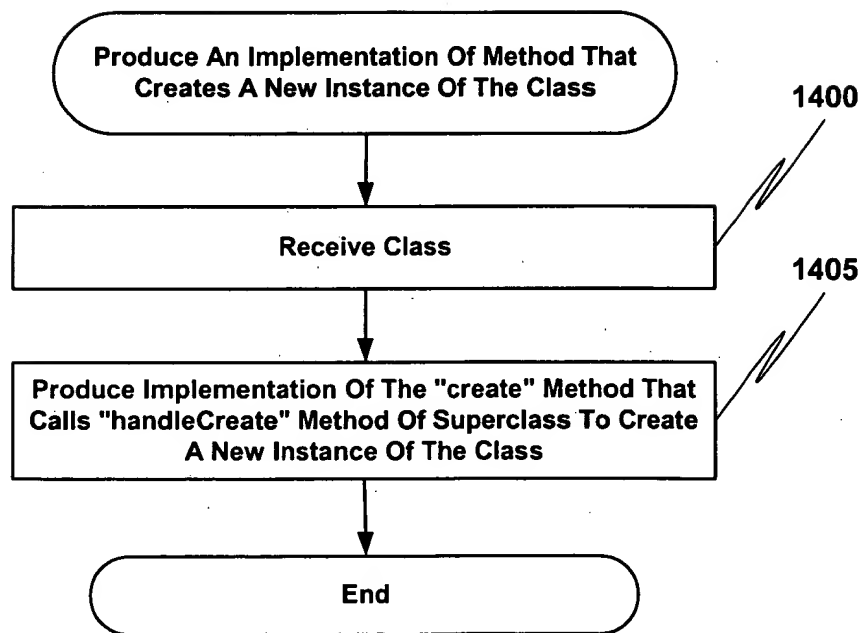 Produce An Implementation Of Method That
Creates A New Instance Of The Class
1400
Receive Class
1405
Produce Implementation Of The "create" Method That
Calls "handleCreate" Method Of Superclass To Create
A New Instance Of The Class
End